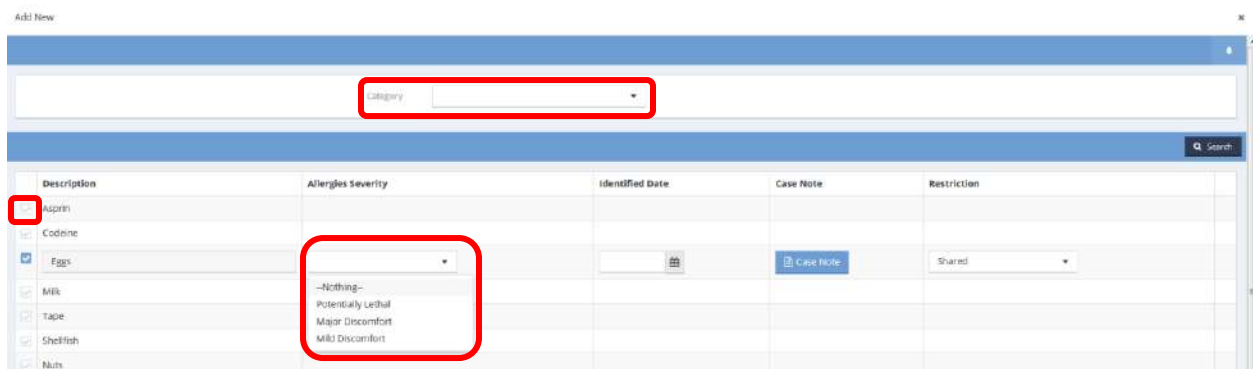 Add New
Category
Search
Description Allergies Severity Identified Date Case Note Restriction
Asprin
Codeine
Eggs Case Note Shared
--Nothing--
Potentially Lethal
Milk
Major Discomfort
Tape
Mild Discomfort
Shellfish
Nuts